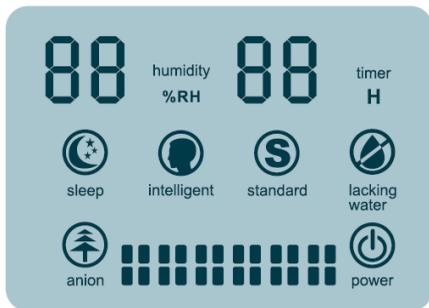 88 humidity %RH 88 timer H
S
sleep intelligent standard lacking water
anion power